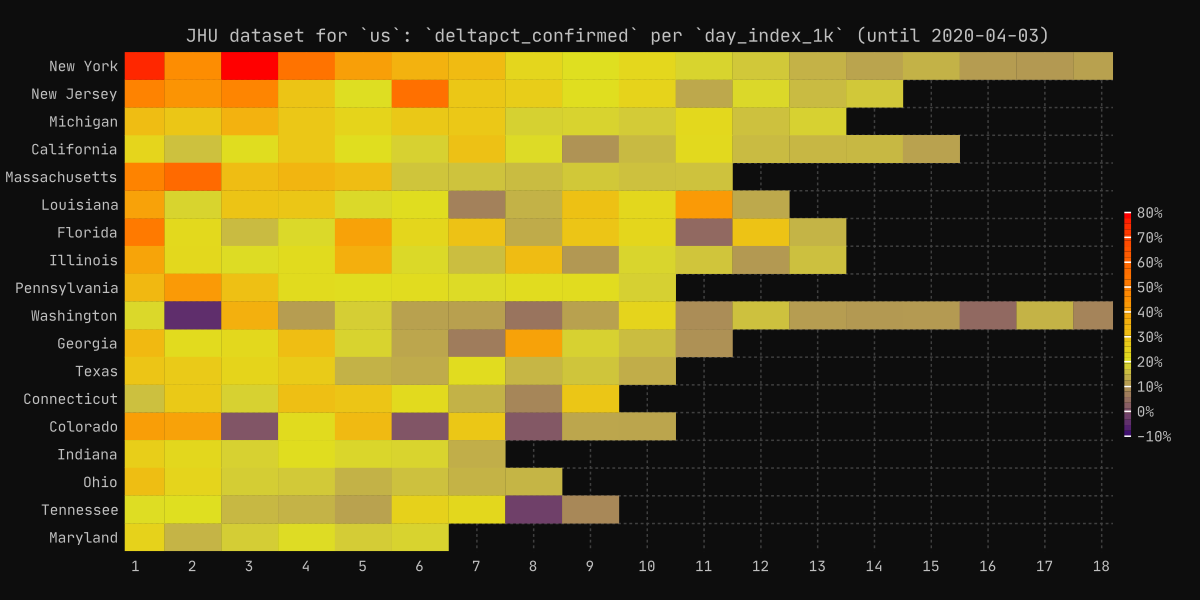 JHU dataset for `us`: `deltapct_confirmed` per `day_index_1k` (until 2020-04-03)
New York
New Jersey
Michigan
California
Massachusetts
Louisiana
Florida
Illinois
Pennsylvania
Washington
Georgia
Texas
Connecticut
Colorado
Indiana
Ohio
Tennessee
Maryland
1 2 3 4 5 6 7 8 9 10 11 12 13 14 15 16 17 18
80%
70%
60%
50%
40%
30%
20%
10%
0%
-10%